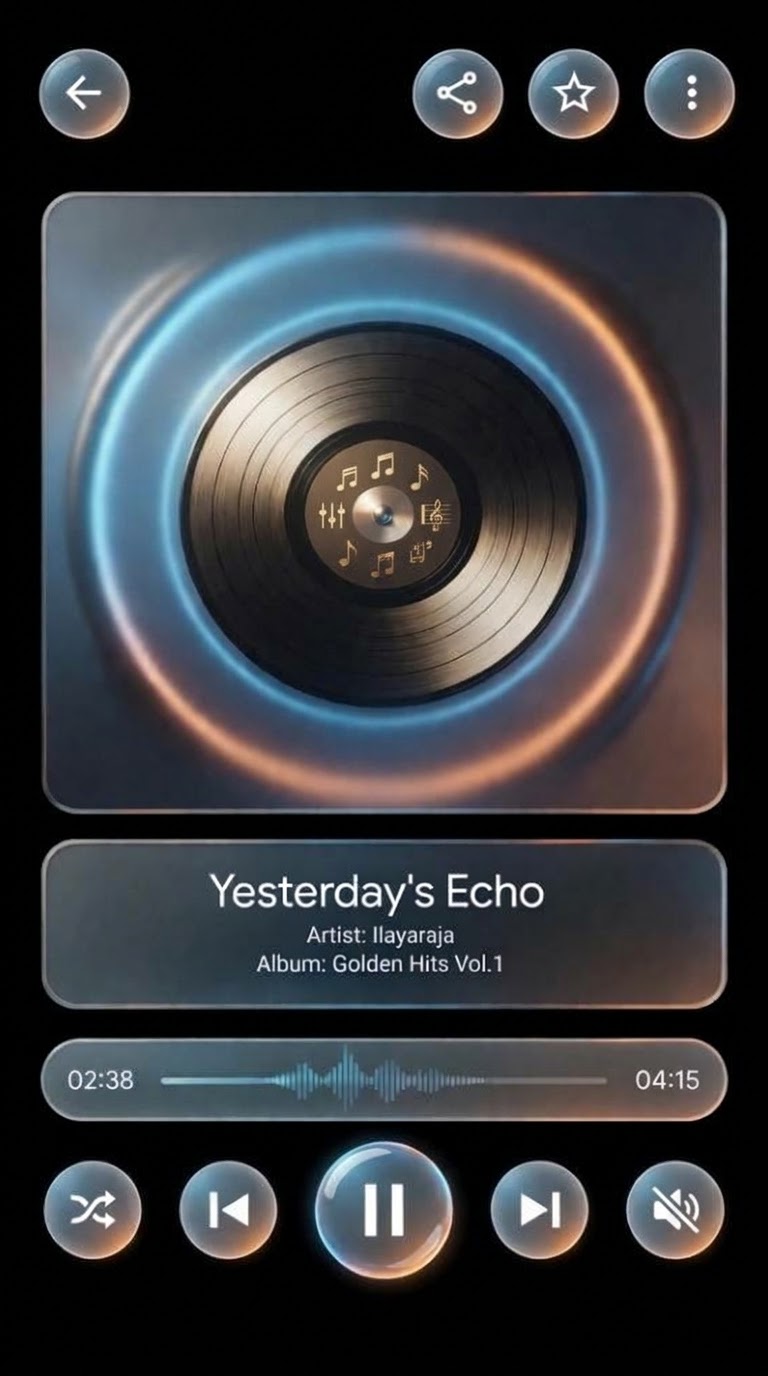 Yesterday's Echo
Artist: Ilayaraja
Album: Golden Hits Vol.1
02:38
04:15